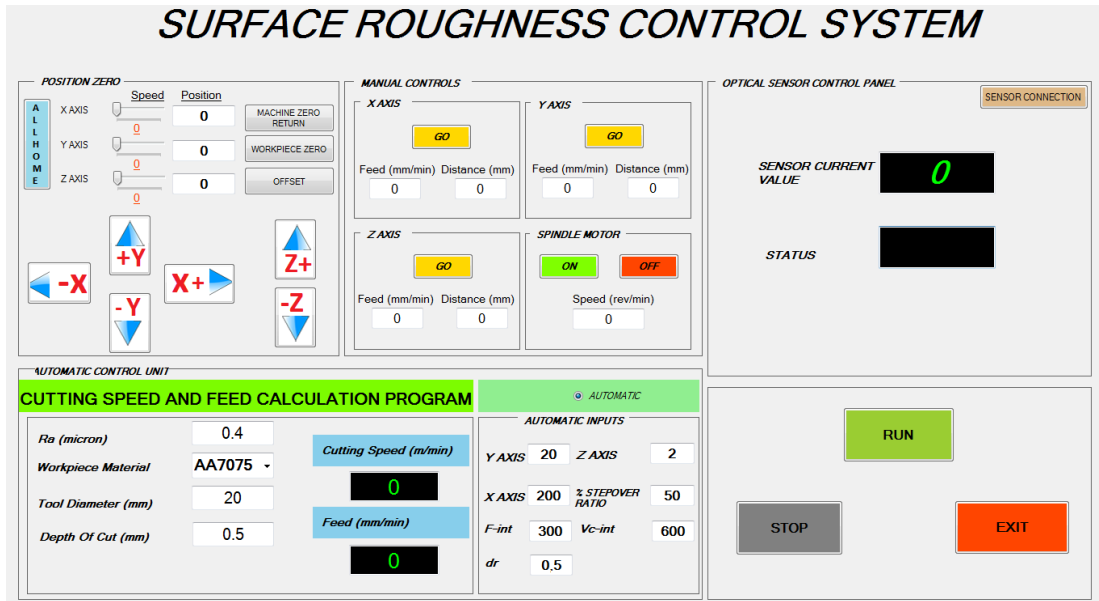 SURFACE ROUGHNESS CONTROL SYSTEM
POSITION ZERO
Speed Position
ALL HOME
X AXIS 0 MACHINE ZERO RETURN
0
Y AXIS 0 WORKPIECE ZERO
0
Z AXIS 0 OFFSET
0
+Y
-X
X+
-Y
Z+
-Z
MANUAL CONTROLS
X AXIS
GO
Feed (mm/min) Distance (mm)
0 0
Y AXIS
GO
Feed (mm/min) Distance (mm)
0 0
Z AXIS
GO
Feed (mm/min) Distance (mm)
0 0
SPINDLE MOTOR
ON OFF
Speed (rev/min)
0
OPTICAL SENSOR CONTROL PANEL
SENSOR CONNECTION
SENSOR CURRENT
VALUE
0
STATUS
AUTOMATIC CONTROL UNIT
CUTTING SPEED AND FEED CALCULATION PROGRAM
Ra (micron) 0.4
Workpiece Material AA7075
Tool Diameter (mm) 20
Depth Of Cut (mm) 0.5
Cutting Speed (m/min)
0
Feed (mm/min)
0
AUTOMATIC
AUTOMATIC INPUTS
Y AXIS 20 Z AXIS 2
X AXIS 200 % STEPOVER RATIO 50
F-int 300 Vc-int 600
dr 0.5
RUN
STOP EXIT